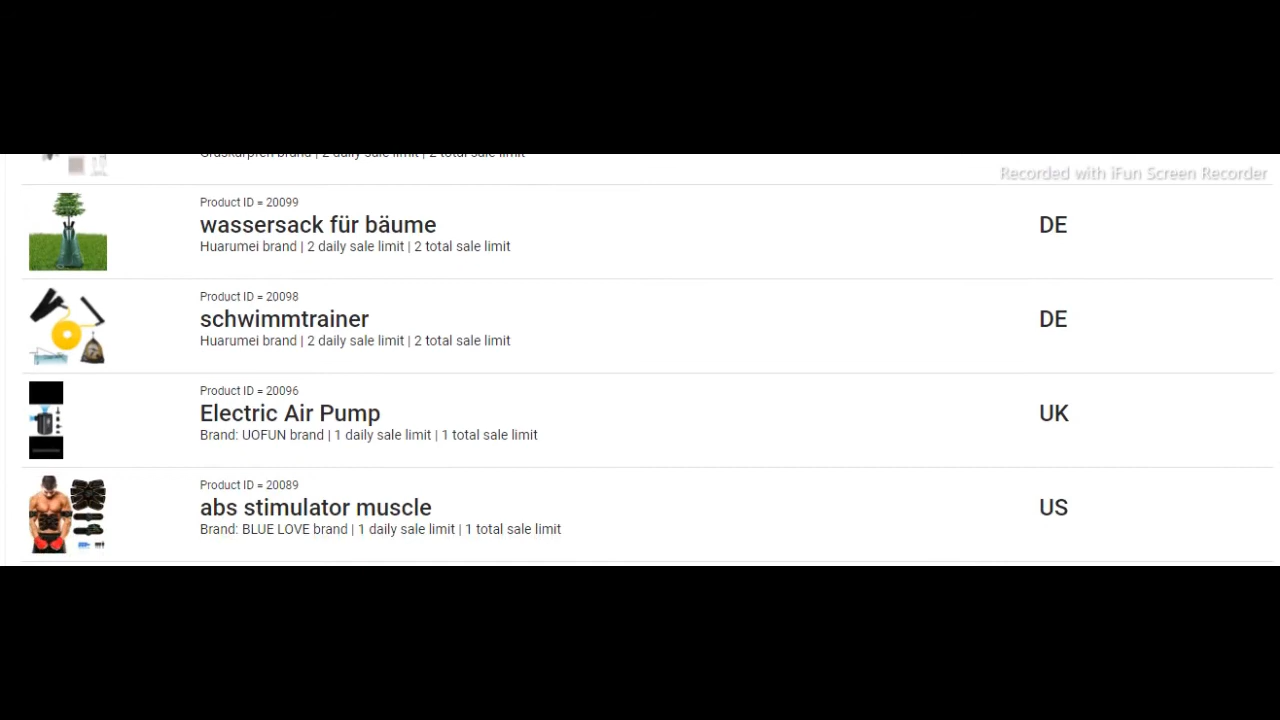 Recorded with iFun Screen Recorder
Product ID = 20099
wassersack für bäume
DE
Huarumei brand | 2 daily sale limit | 2 total sale limit
Product ID = 20098
schwimmtrainer
DE
Huarumei brand | 2 daily sale limit | 2 total sale limit
Product ID = 20096
Electric Air Pump
UK
Brand: UOFUN brand | 1 daily sale limit | 1 total sale limit
Product ID = 20089
abs stimulator muscle
US
Brand: BLUE LOVE brand | 1 daily sale limit | 1 total sale limit